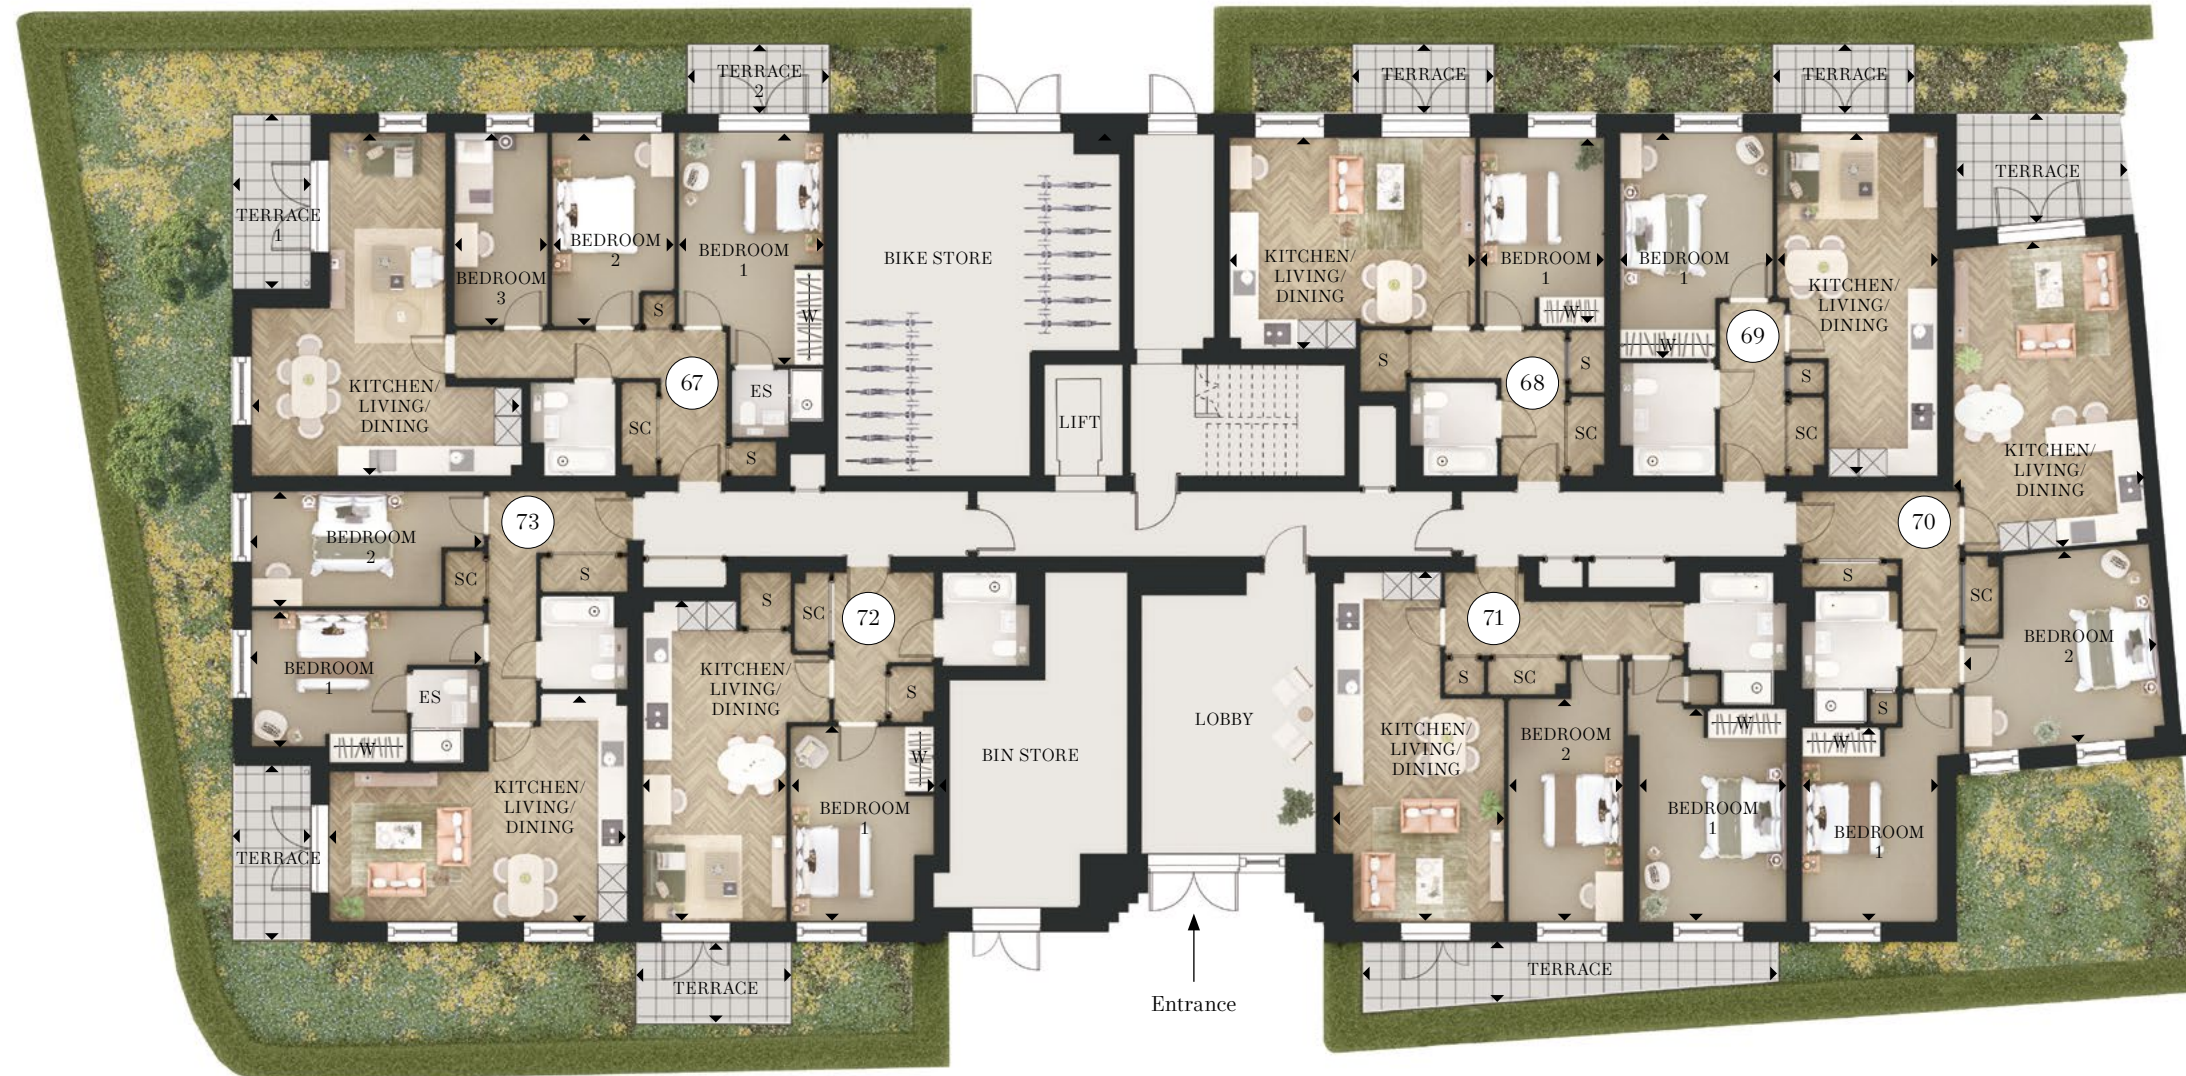 TERRACE
2
TERRACE
TERRACE
TERRACE
TERRACE
1
BEDROOM
3
BEDROOM
2
BEDROOM
1
S
W
KITCHEN/
LIVING/
DINING
67
SC
ES
S
BIKE STORE
LIFT
KITCHEN/
LIVING/
DINING
BEDROOM
1
W
S
68
S
SC
BEDROOM
1
W
69
S
SC
KITCHEN/
LIVING/
DINING
KITCHEN/
LIVING/
DINING
BEDROOM
2
SC
73
S
BEDROOM
1
ES
W
TERRACE
KITCHEN/
LIVING/
DINING
S
SC
72
S
KITCHEN/
LIVING/
DINING
BEDROOM
1
W
TERRACE
BIN STORE
LOBBY
Entrance
71
S
SC
KITCHEN/
LIVING/
DINING
BEDROOM
2
BEDROOM
1
W
TERRACE
70
S
SC
BEDROOM
2
S
W
BEDROOM
1